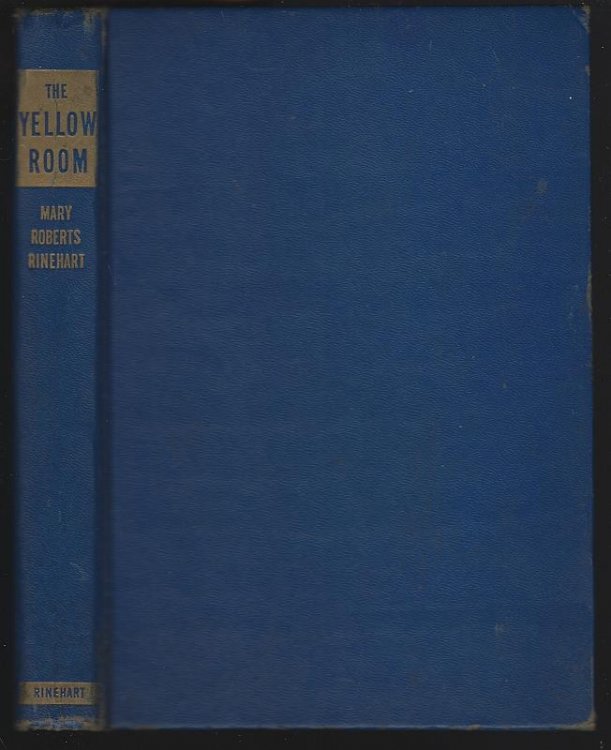 THE
YELLOW
ROOM
MARY
ROBERTS
RINEHART
RINEHART